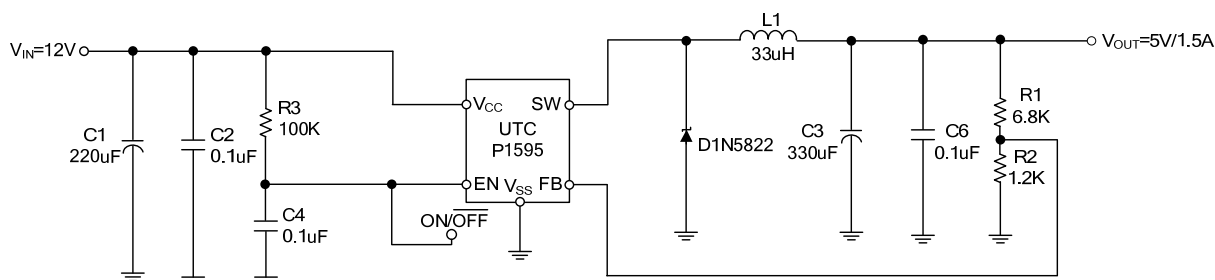 VIN=12V
C1
220uF
C2
0.1uF
R3
100K
C4
0.1uF
VCC
SW
UTC
P1595
EN
VSS
FB
ON/OFF
L1
33uH
D1N5822
C3
330uF
C6
0.1uF
R1
6.8K
R2
1.2K
VOUT=5V/1.5A